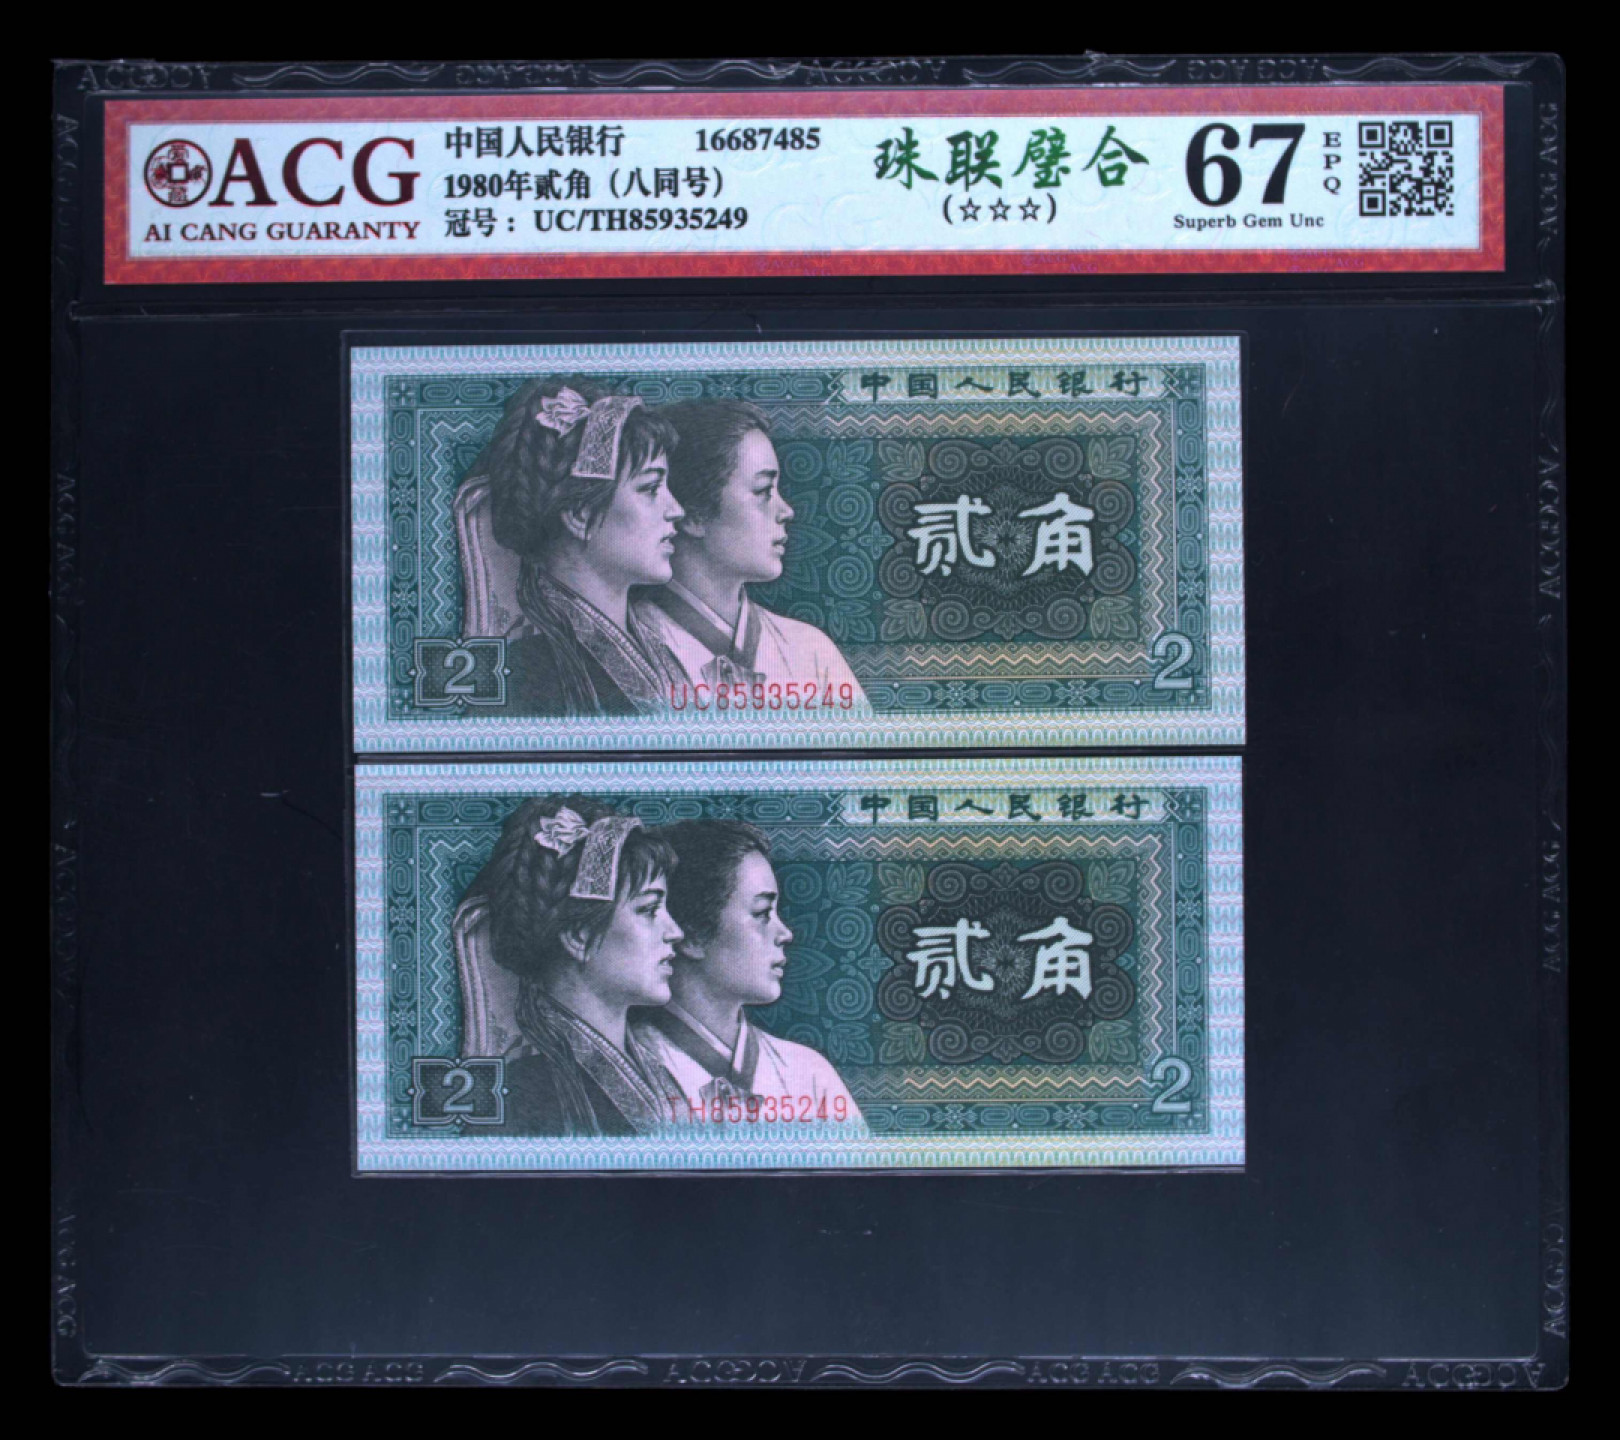 ACG
AI CANG GUARANTY
中国人民银行 16687485
1980年贰角（八同号）
冠号： UC/TH85935249
珠联璧合
(☆☆☆)
67
EPQ
Superb Gem Unc
中国人民银行
贰角
2
2
UC85935249
中国人民银行
贰角
2
2
TH85935249